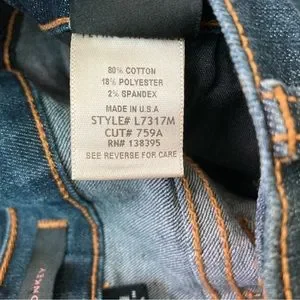 80% COTTON
18% POLYESTER
2% SPANDEX
MADE IN U.S.A
STYLE# L7317M
CUT# 759A
RN# 138395
SEE REVERSE FOR CARE